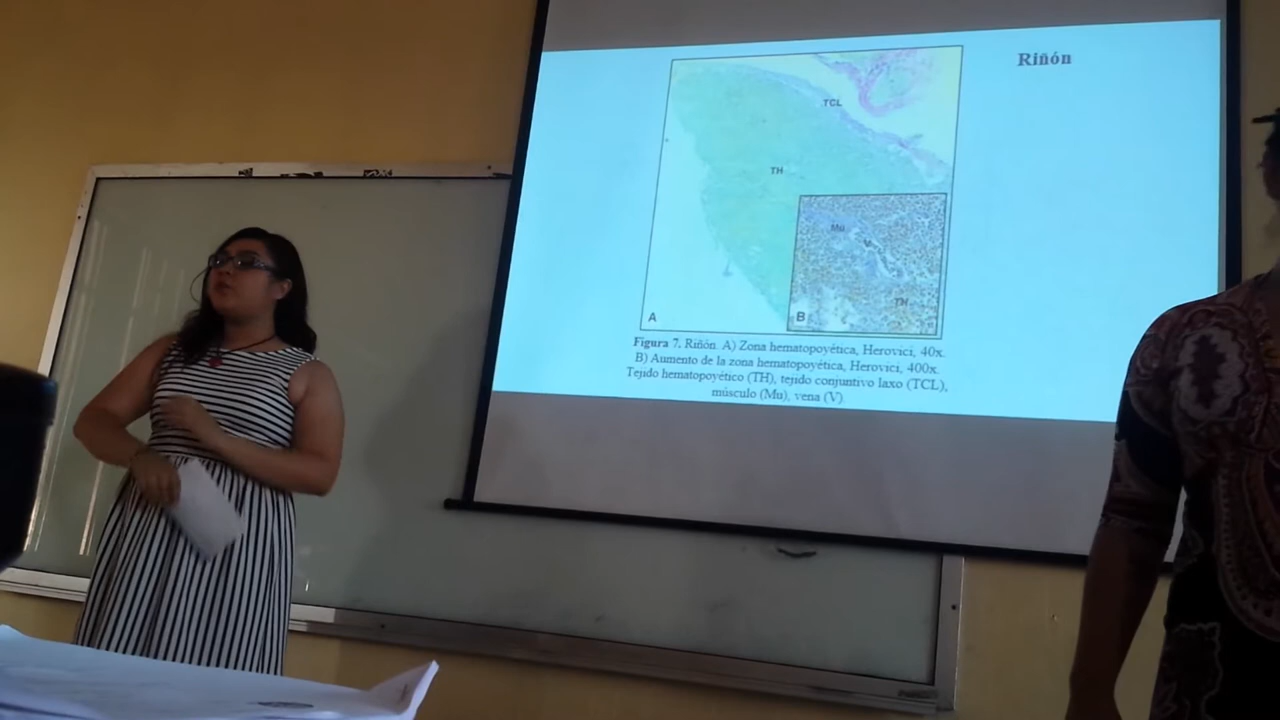 Riñón
TCL
TH
Mu
V
TH
A
B
Figura 7. Riñón. A) Zona hematopoyética, Herovici, 40x.
B) Aumento de la zona hematopoyética, Herovici, 400x.
Tejido hematopoyético (TH), tejido conjuntivo laxo (TCL),
músculo (Mu), vena (V)